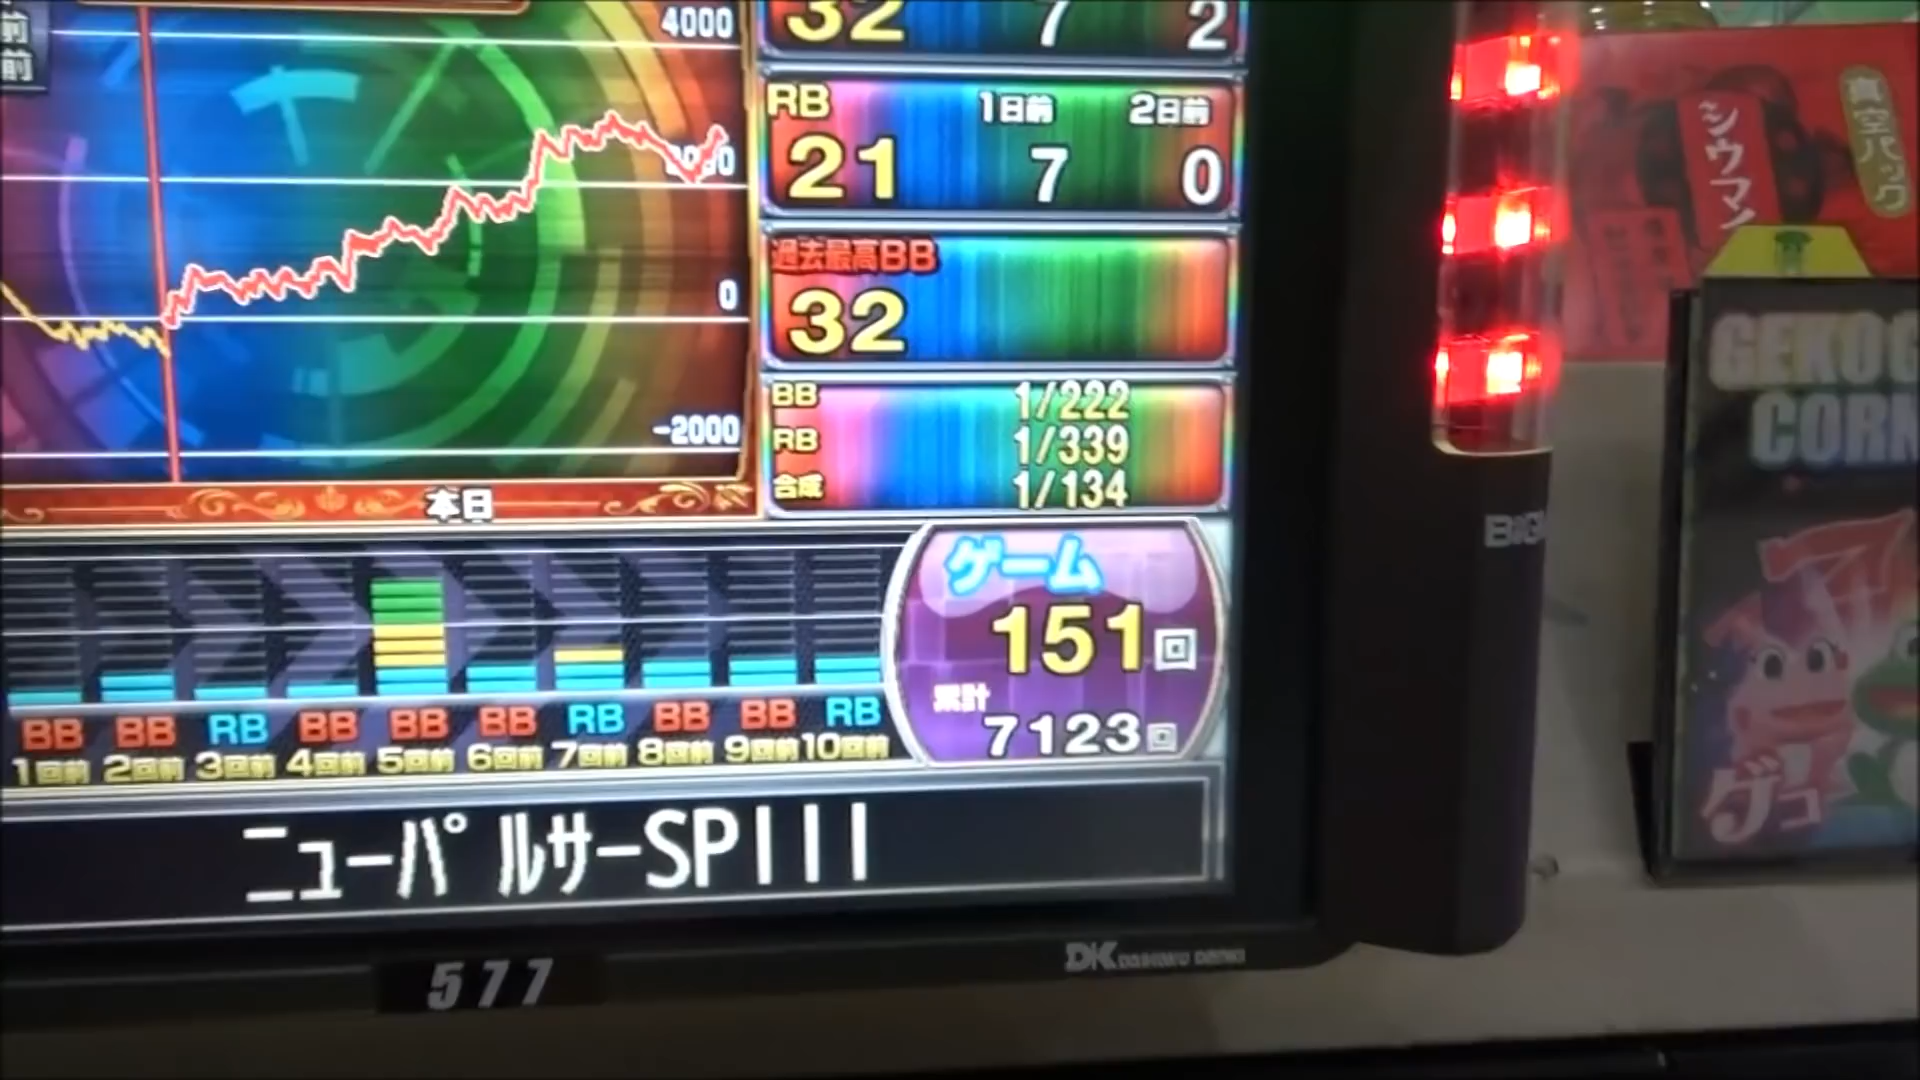 前
前
4000
0
-2000
本日
32 7 2
RB 1日前 2日前
21 7 0
過去最高BB
32
BB 1/222
RB 1/339
合成 1/134
ゲーム
151回
累計
7123回
BB BB RB BB BB BB RB BB BB RB
1回前 2回前 3回前 4回前 5回前 6回前 7回前 8回前 9回前 10回前
ﾆｭｰﾊﾟﾙｻｰSPIII
577
DK
シウマン
真空パック
GEKO
CORN